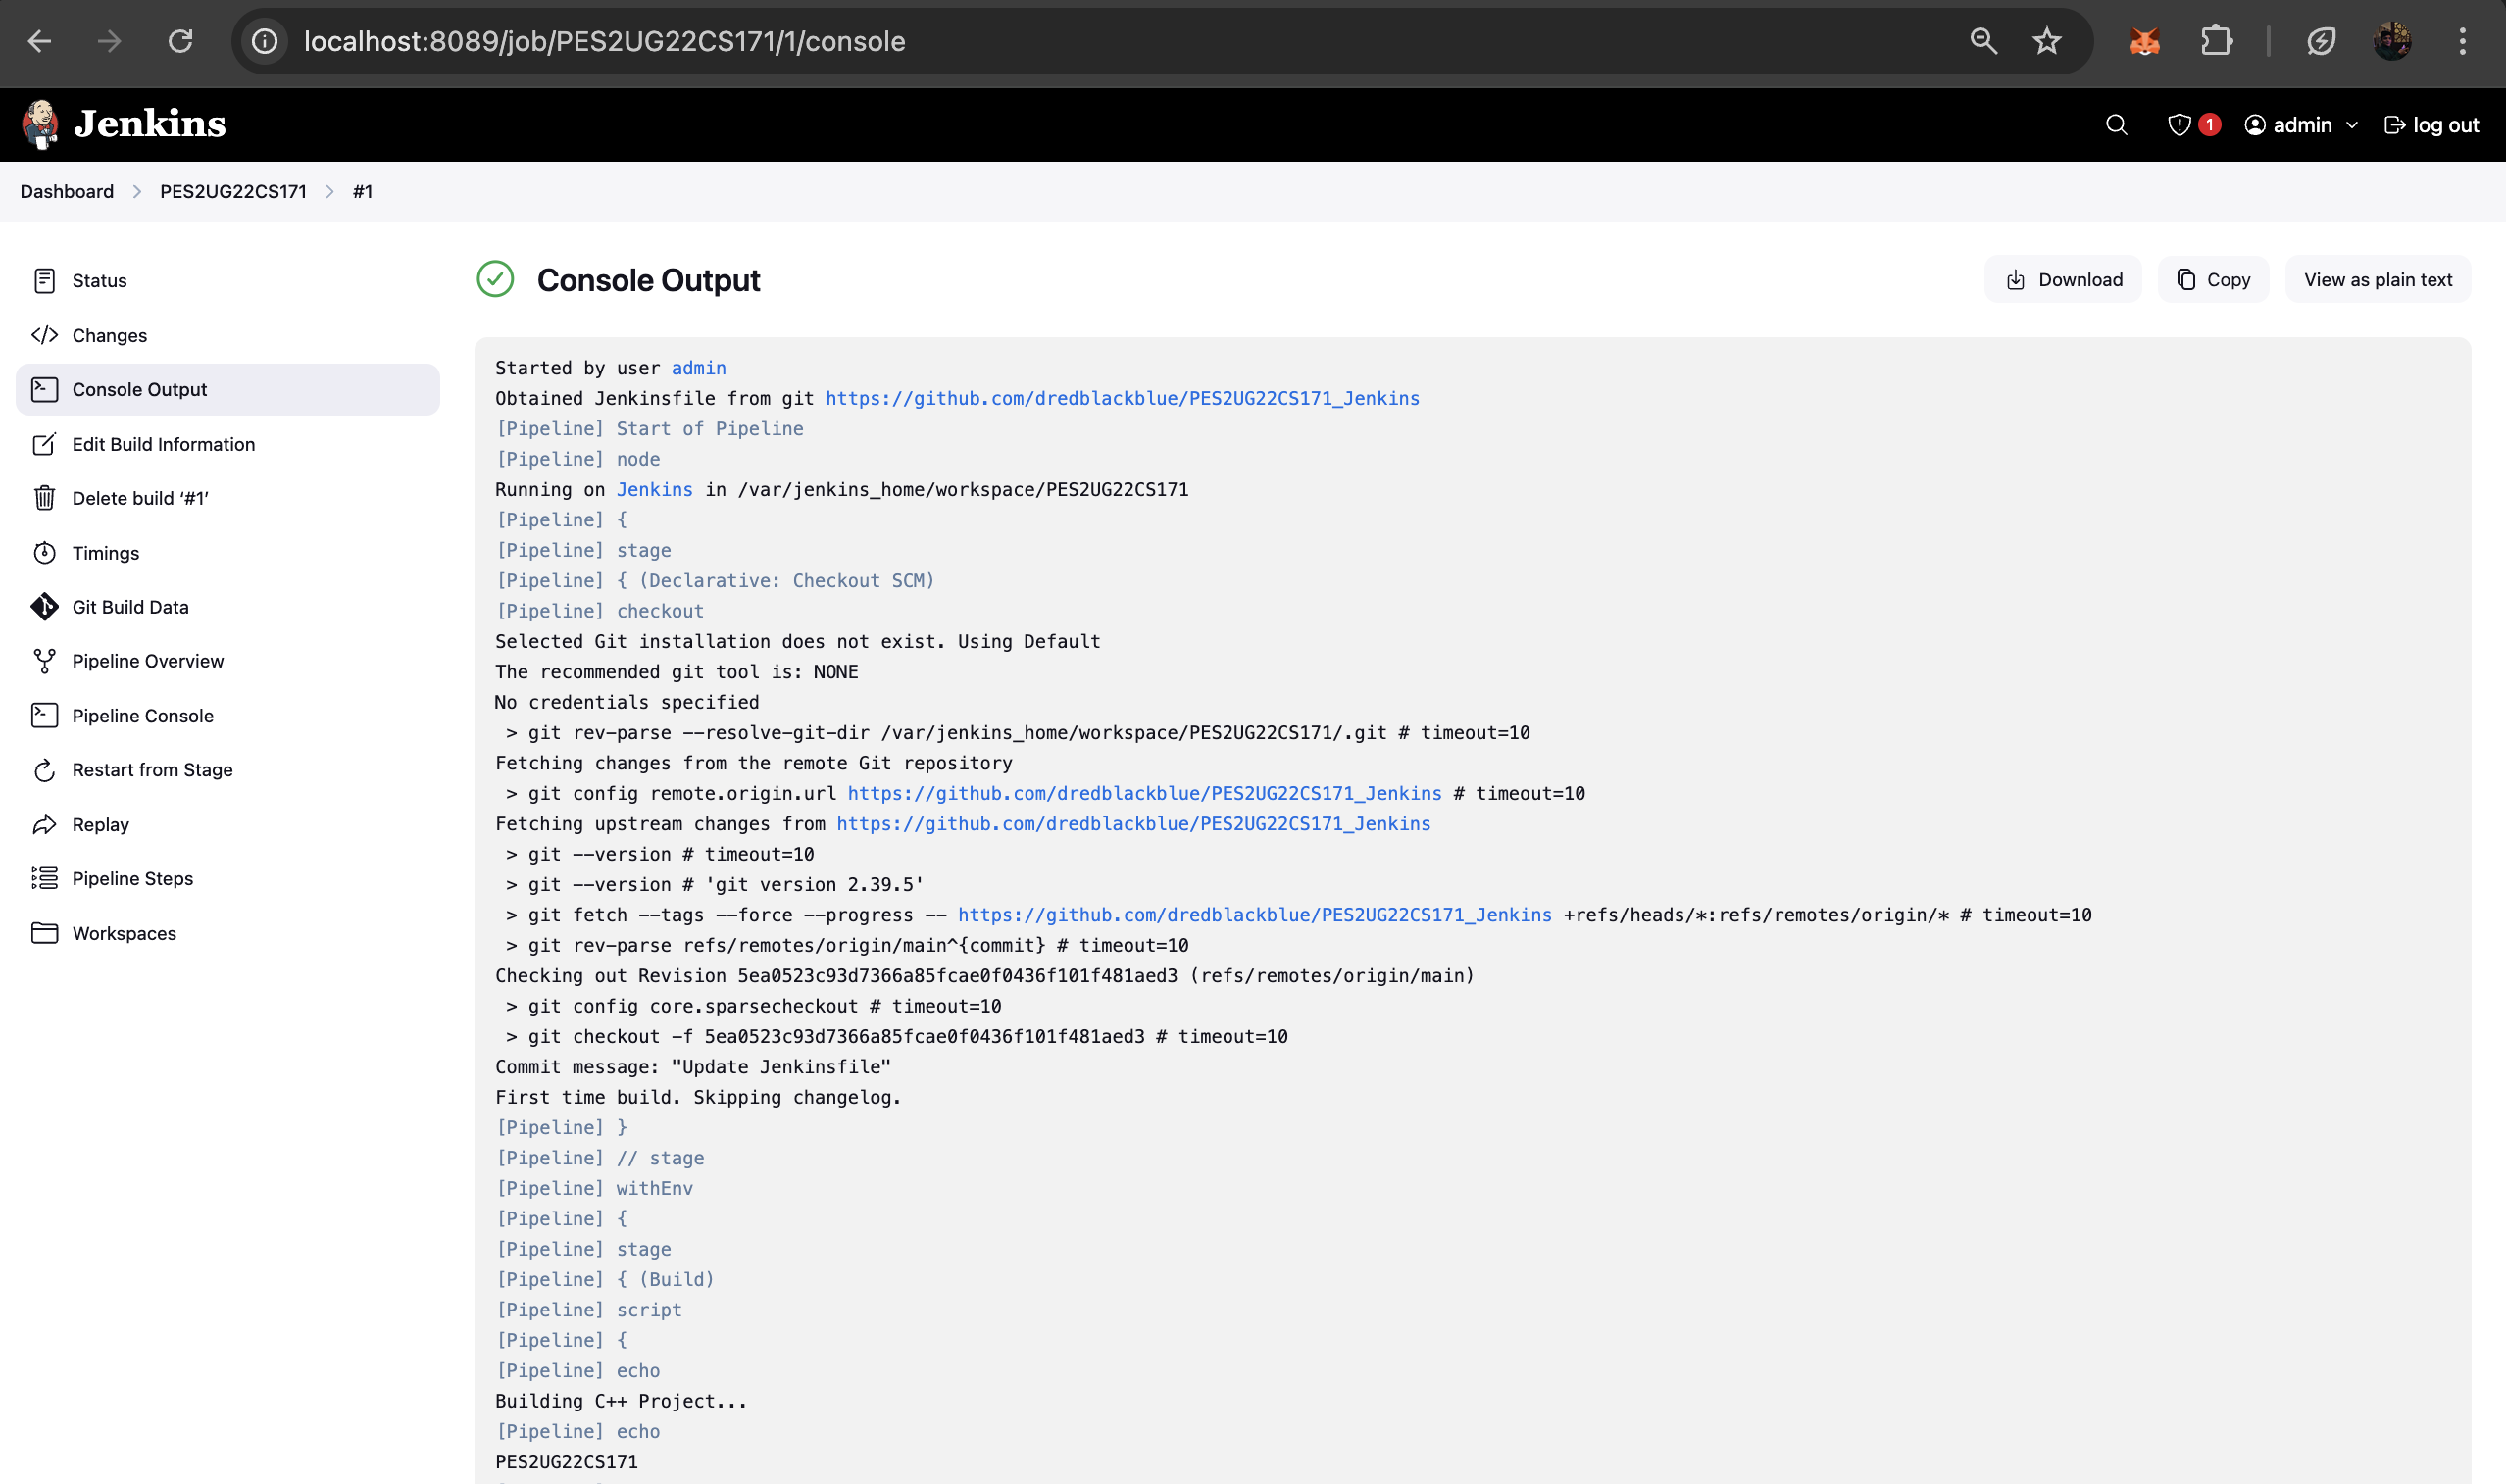 localhost:8089/job/PES2UG22CS171/1/console
Jenkins
1
admin
log out
Dashboard > PES2UG22CS171 > #1
Status
Changes
Console Output
Edit Build Information
Delete build ‘#1’
Timings
Git Build Data
Pipeline Overview
Pipeline Console
Restart from Stage
Replay
Pipeline Steps
Workspaces
Console Output
Download
Copy
View as plain text
Started by user admin
Obtained Jenkinsfile from git https://github.com/dredblackblue/PES2UG22CS171_Jenkins
[Pipeline] Start of Pipeline
[Pipeline] node
Running on Jenkins in /var/jenkins_home/workspace/PES2UG22CS171
[Pipeline] {
[Pipeline] stage
[Pipeline] { (Declarative: Checkout SCM)
[Pipeline] checkout
Selected Git installation does not exist. Using Default
The recommended git tool is: NONE
No credentials specified
 > git rev-parse --resolve-git-dir /var/jenkins_home/workspace/PES2UG22CS171/.git # timeout=10
Fetching changes from the remote Git repository
 > git config remote.origin.url https://github.com/dredblackblue/PES2UG22CS171_Jenkins # timeout=10
Fetching upstream changes from https://github.com/dredblackblue/PES2UG22CS171_Jenkins
 > git --version # timeout=10
 > git --version # 'git version 2.39.5'
 > git fetch --tags --force --progress -- https://github.com/dredblackblue/PES2UG22CS171_Jenkins +refs/heads/*:refs/remotes/origin/* # timeout=10
 > git rev-parse refs/remotes/origin/main^{commit} # timeout=10
Checking out Revision 5ea0523c93d7366a85fcae0f0436f101f481aed3 (refs/remotes/origin/main)
 > git config core.sparsecheckout # timeout=10
 > git checkout -f 5ea0523c93d7366a85fcae0f0436f101f481aed3 # timeout=10
Commit message: "Update Jenkinsfile"
First time build. Skipping changelog.
[Pipeline] }
[Pipeline] // stage
[Pipeline] withEnv
[Pipeline] {
[Pipeline] stage
[Pipeline] { (Build)
[Pipeline] script
[Pipeline] {
[Pipeline] echo
Building C++ Project...
[Pipeline] echo
PES2UG22CS171